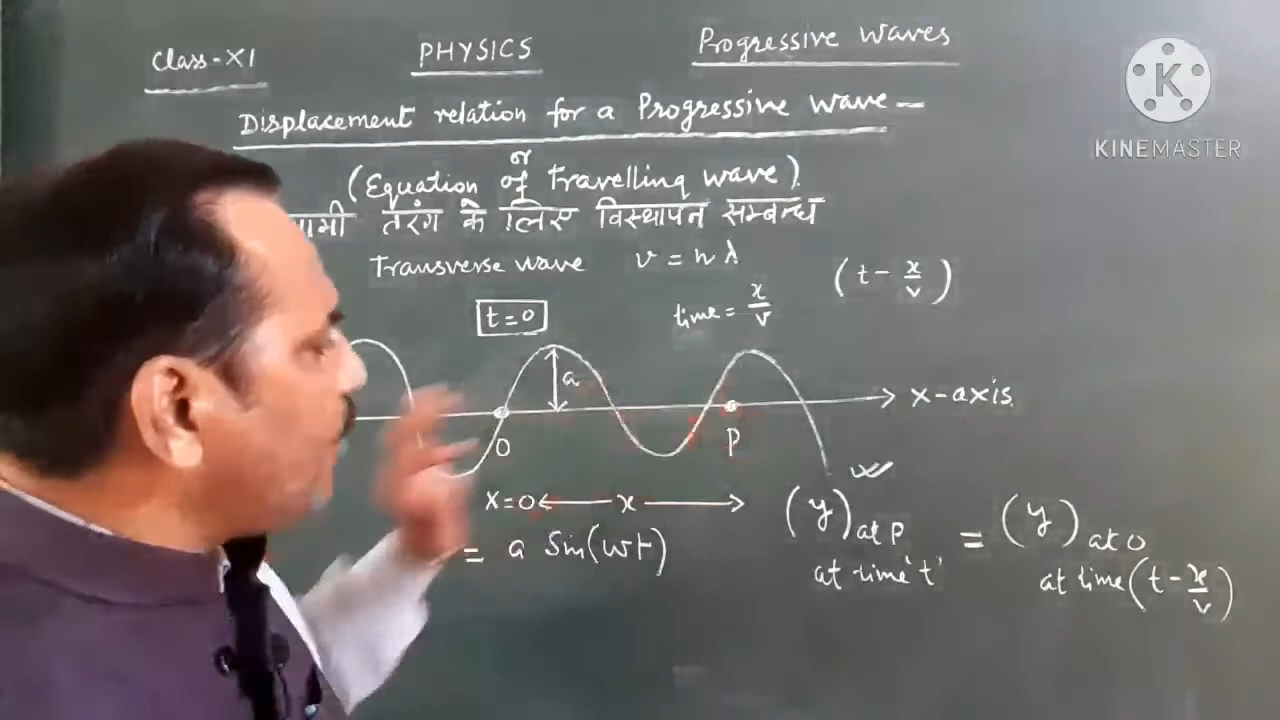 Class-XI PHYSICS Progressive Waves
Displacement relation for a Progressive wave—
or
(Equation of Travelling wave)
गामी तरंग के लिए विस्थापन सम्बन्ध
Transverse wave v = n λ
(t - x/v)
t=0
time = x/v
a
x-axis
O P
X=0 x
= a Sin(ωt)
(y) at P at time 't' = (y) at O at time (t - x/v)
K
KINEMASTER